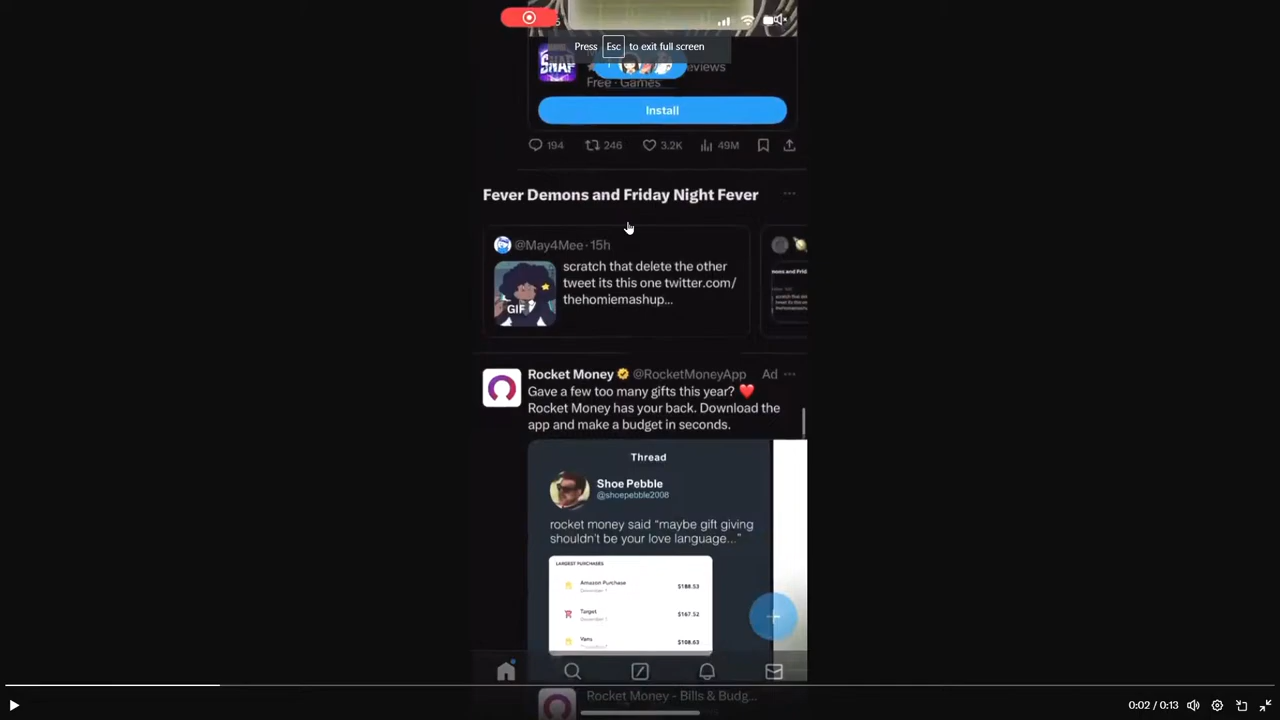 Press Esc to exit full screen
SNAP
eviews
Free · Games
Install
194 246 3.2K 49M
Fever Demons and Friday Night Fever
@May4Mee · 15h
scratch that delete the other
tweet its this one twitter.com/
thehomiemashup...
GIF
Rocket Money @RocketMoneyApp Ad
Gave a few too many gifts this year? ❤️
Rocket Money has your back. Download the
app and make a budget in seconds.
Thread
Shoe Pebble
@shoepebble2008
rocket money said “maybe gift giving
shouldn’t be your love language...”
LARGEST PURCHASES
Amazon Purchase $188.53
Target $167.52
Vans $108.63
Rocket Money - Bills & Budg...
0:02 / 0:13